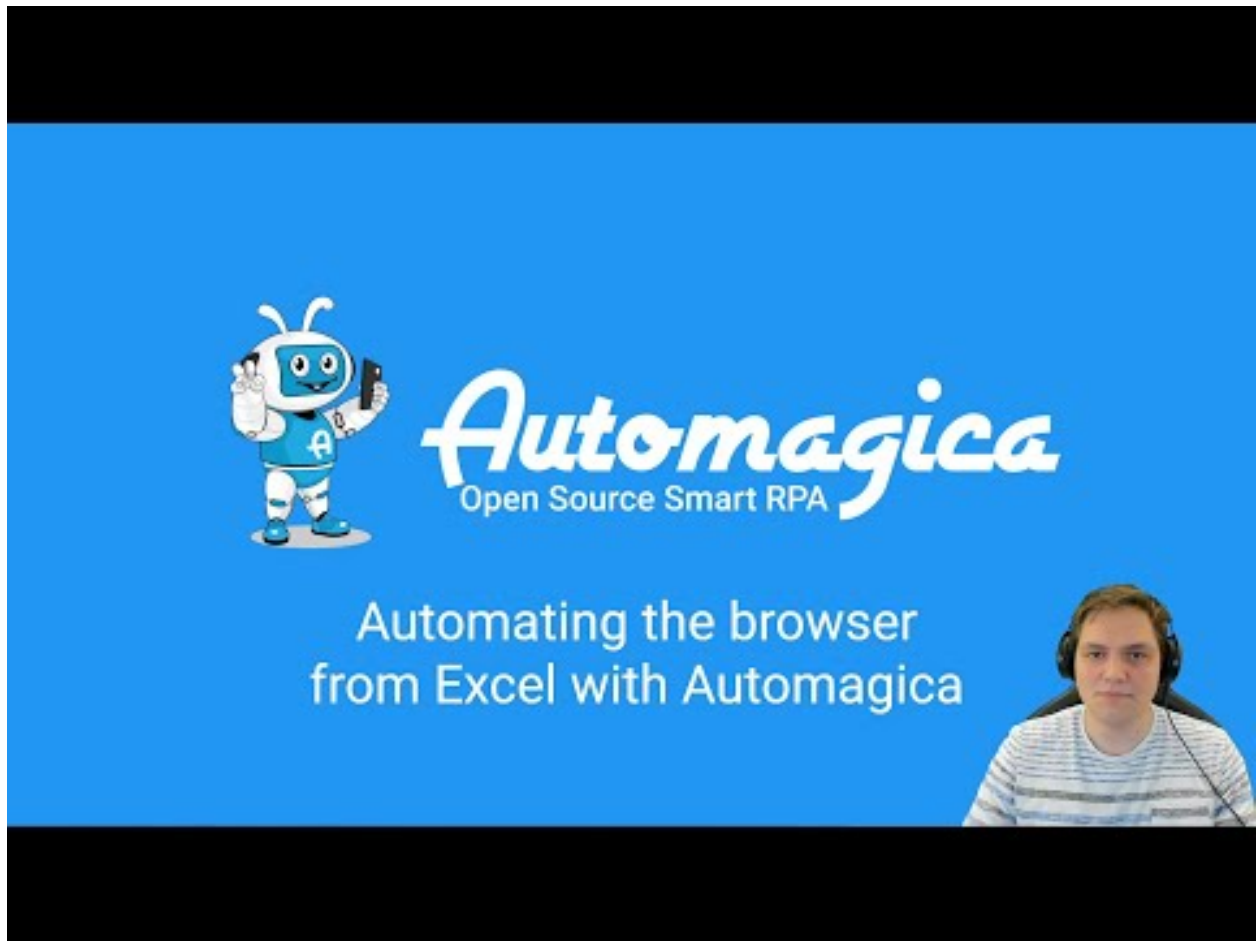 Automagica
Open Source Smart RPA
A
Automating the browser
from Excel with Automagica